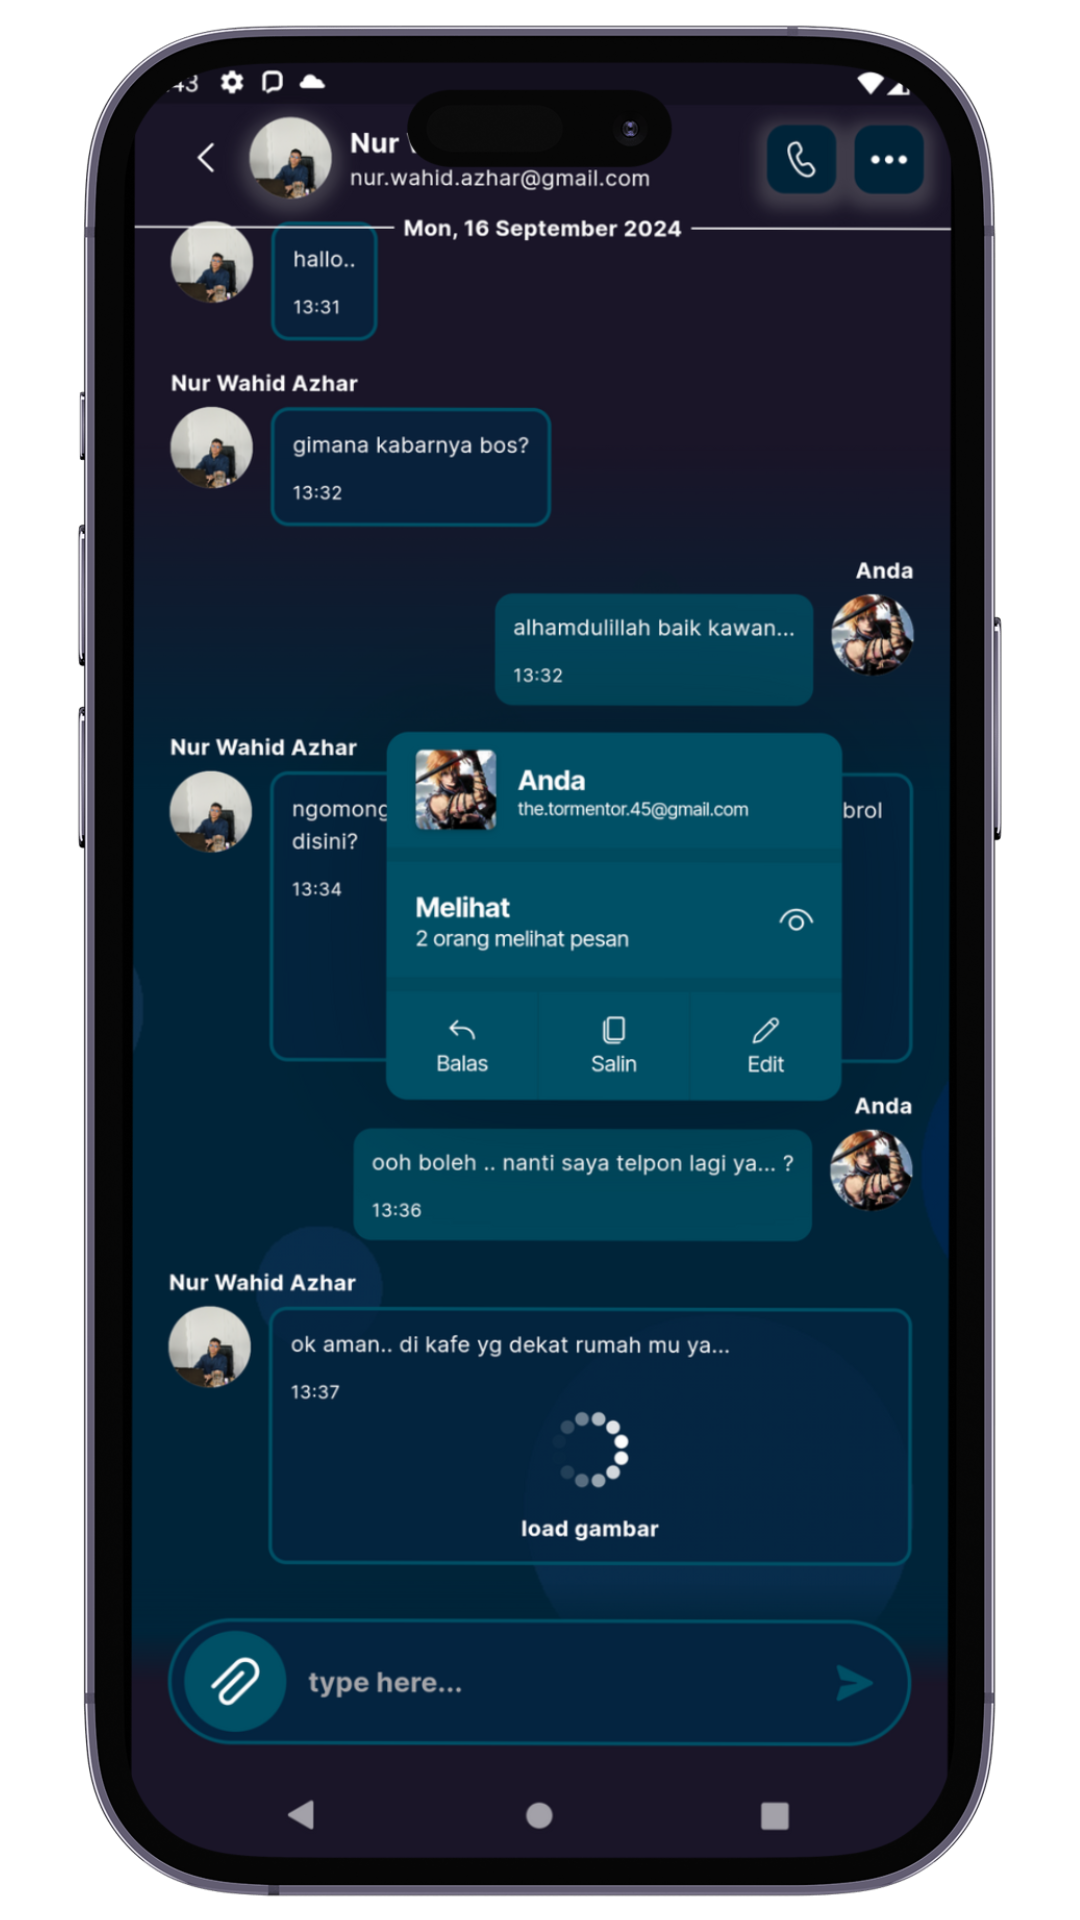 43
Nur
nur.wahid.azhar@gmail.com
Mon, 16 September 2024
hallo..
13:31
Nur Wahid Azhar
gimana kabarnya bos?
13:32
Anda
alhamdulillah baik kawan...
13:32
Nur Wahid Azhar
ngomong brol
disini?
13:34
Anda
the.tormentor.45@gmail.com
Melihat
2 orang melihat pesan
Balas Salin Edit
Anda
ooh boleh .. nanti saya telpon lagi ya... ?
13:36
Nur Wahid Azhar
ok aman.. di kafe yg dekat rumah mu ya...
13:37
load gambar
type here...